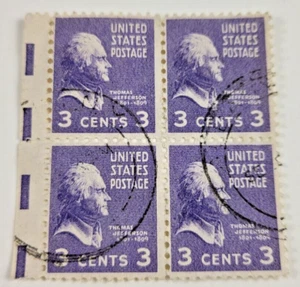 UNITED
STATES
POSTAGE
THOMAS
JEFFERSON
1801-1809
3 CENTS 3
UNITED
STATES
POSTAGE
THOMAS
JEFFERSON
1801-1809
3 CENTS 3
UNITED
STATES
POSTAGE
THOMAS
JEFFERSON
1801-1809
3 CENTS 3
UNITED
STATES
POSTAGE
THOMAS
JEFFERSON
1801-1809
3 CENTS 3